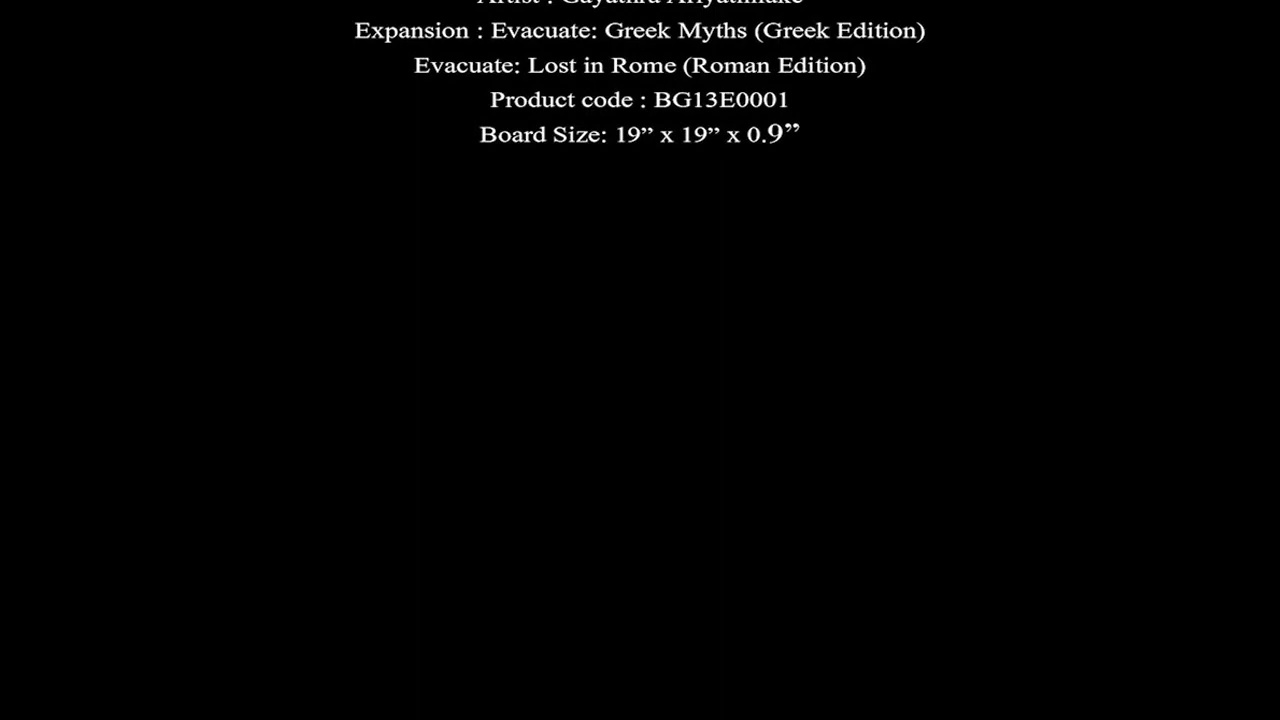 Expansion : Evacuate: Greek Myths (Greek Edition)
Evacuate: Lost in Rome (Roman Edition)
Product code : BG13E0001
Board Size: 19” x 19” x 0.9”